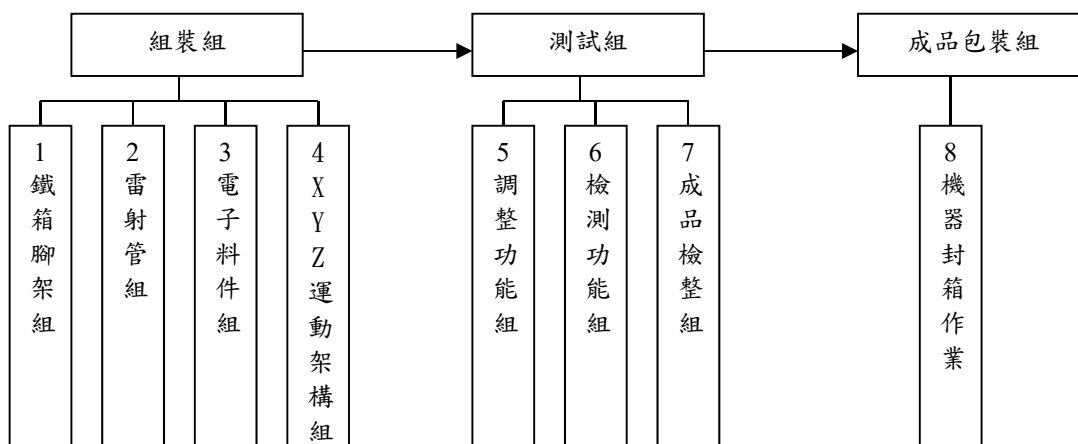 組裝組
測試組
成品包裝組
1鐵箱腳架組
2雷射管組
3電子料件組
4XYZ運動架構組
5調整功能組
6檢測功能組
7成品檢整組
8機器封箱作業